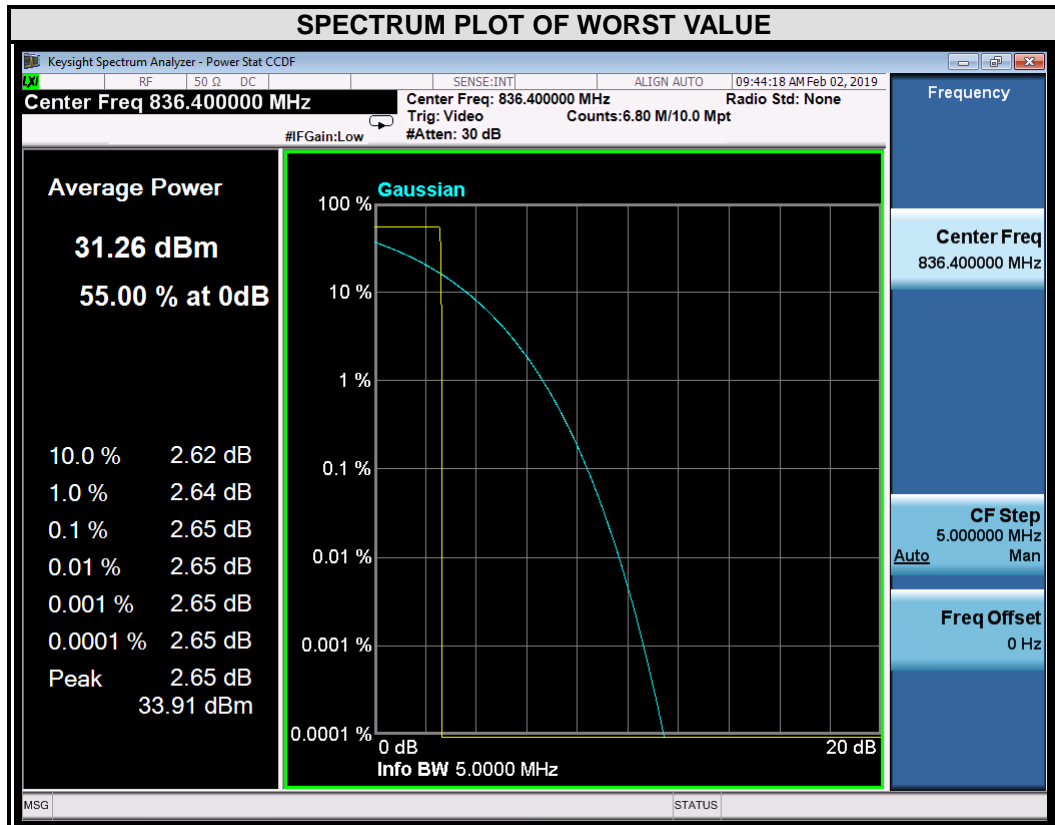 SPECTRUM PLOT OF WORST VALUE
Keysight Spectrum Analyzer - Power Stat CCDF
LXI RF 50 Ω DC SENSE:INT ALIGN AUTO 09:44:18 AM Feb 02, 2019
Center Freq 836.400000 MHz
Center Freq: 836.400000 MHz Radio Std: None
Trig: Video Counts:6.80 M/10.0 Mpt
#IFGain:Low #Atten: 30 dB
Frequency
Average Power
31.26 dBm
55.00 % at 0dB
10.0 % 2.62 dB
1.0 % 2.64 dB
0.1 % 2.65 dB
0.01 % 2.65 dB
0.001 % 2.65 dB
0.0001 % 2.65 dB
Peak 2.65 dB
33.91 dBm
Gaussian
100 %
10 %
1 %
0.1 %
0.01 %
0.001 %
0.0001 %
0 dB 20 dB
Info BW 5.0000 MHz
Center Freq
836.400000 MHz
CF Step
5.000000 MHz
Auto Man
Freq Offset
0 Hz
MSG STATUS